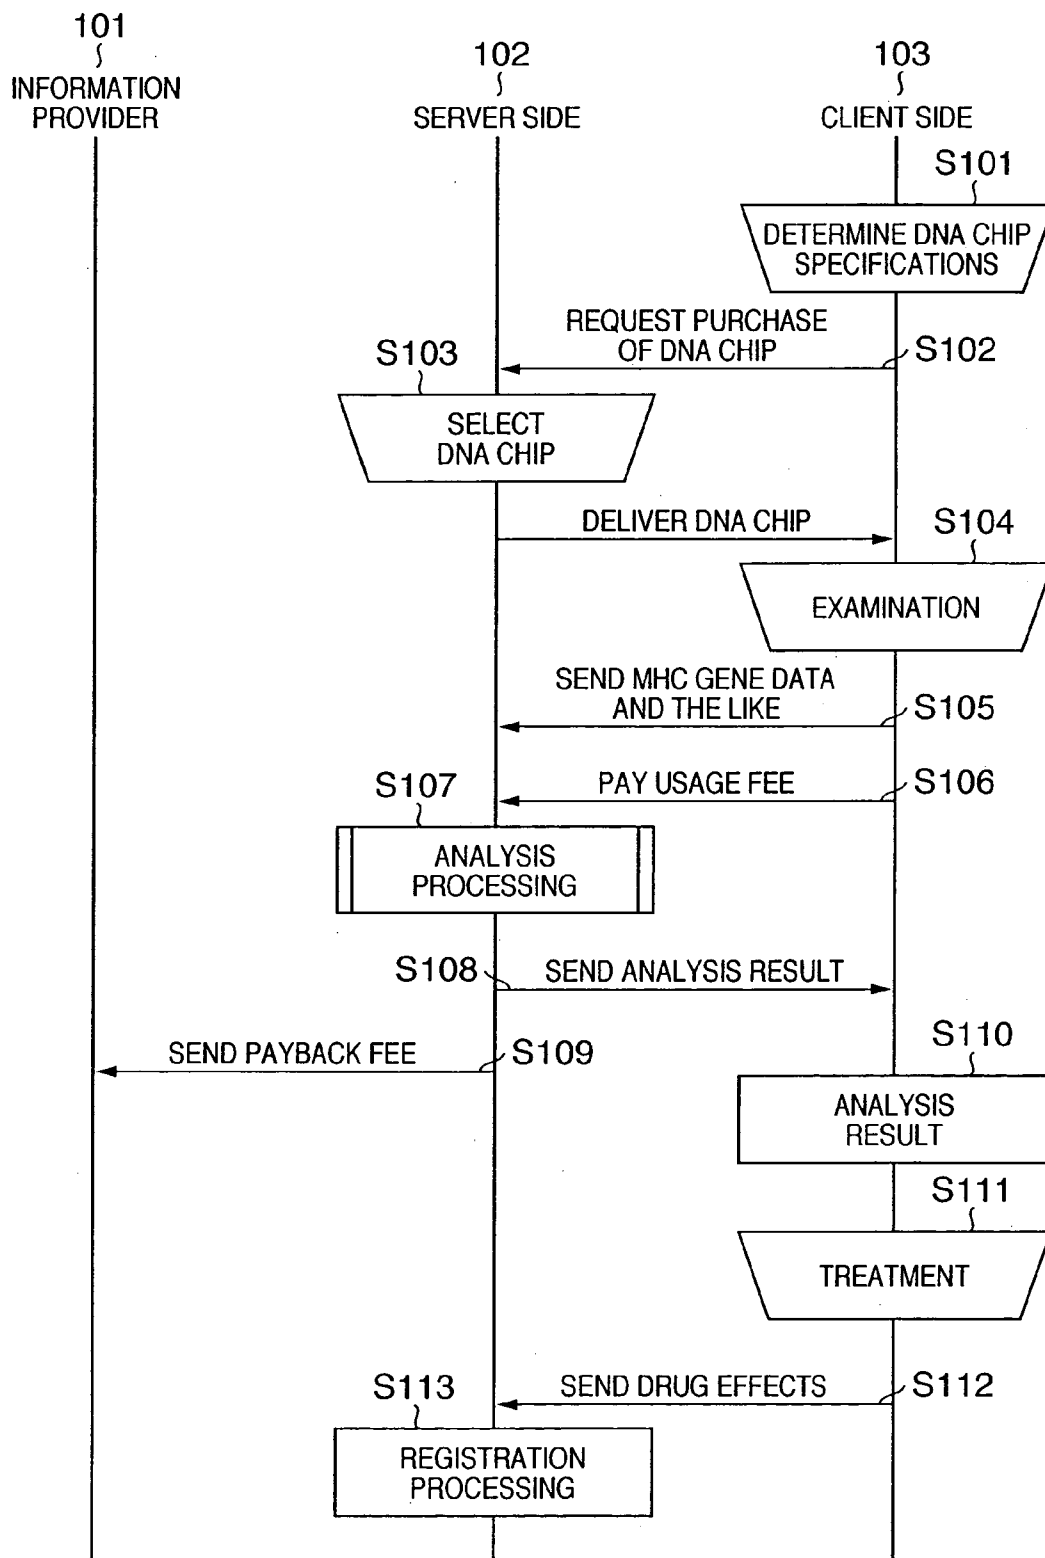 101
INFORMATION
PROVIDER
102
SERVER SIDE
103
CLIENT SIDE
S101
DETERMINE DNA CHIP
SPECIFICATIONS
REQUEST PURCHASE
OF DNA CHIP
S102
S103
SELECT
DNA CHIP
DELIVER DNA CHIP
S104
EXAMINATION
SEND MHC GENE DATA
AND THE LIKE
S105
PAY USAGE FEE
S106
S107
ANALYSIS
PROCESSING
S108
SEND ANALYSIS RESULT
SEND PAYBACK FEE
S109
S110
ANALYSIS
RESULT
S111
TREATMENT
SEND DRUG EFFECTS
S112
S113
REGISTRATION
PROCESSING